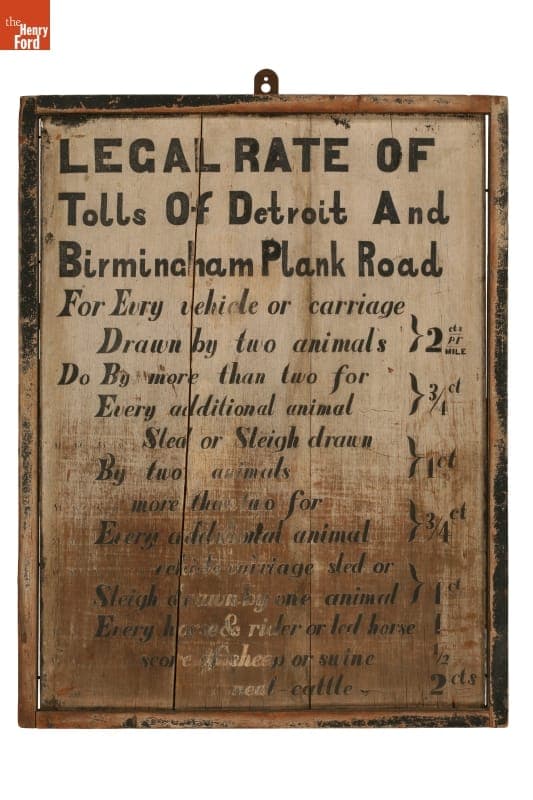 the
Henry
Ford
LEGAL RATE OF
Tolls Of Detroit And
Birmingham Plank Road
For Evry vehicle or carriage
Drawn by two animals } 2 cts pr MILE
Do By more than two for
Every additional animal } 3/4 ct
Sled or Sleigh drawn
By two animals } 1 ct
more than two for
Every additional animal } 3/4 ct
vehicle carriage sled or
Sleigh drawn by one animal } 1 ct
Every horse & rider or led horse 1
score of sheep or swine 1/2
neat-cattle 2 cts